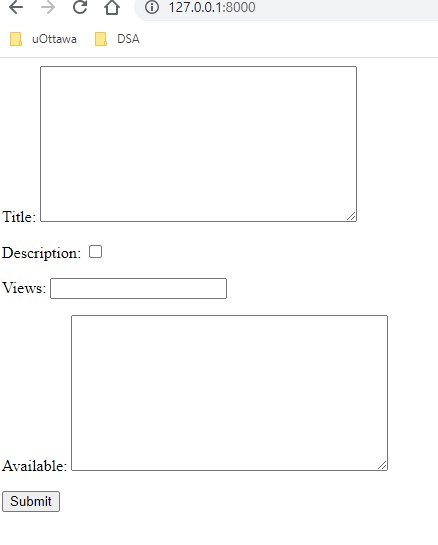 127.0.0.1:8000
uOttawa DSA
Title:
Description:
Views:
Available:
Submit